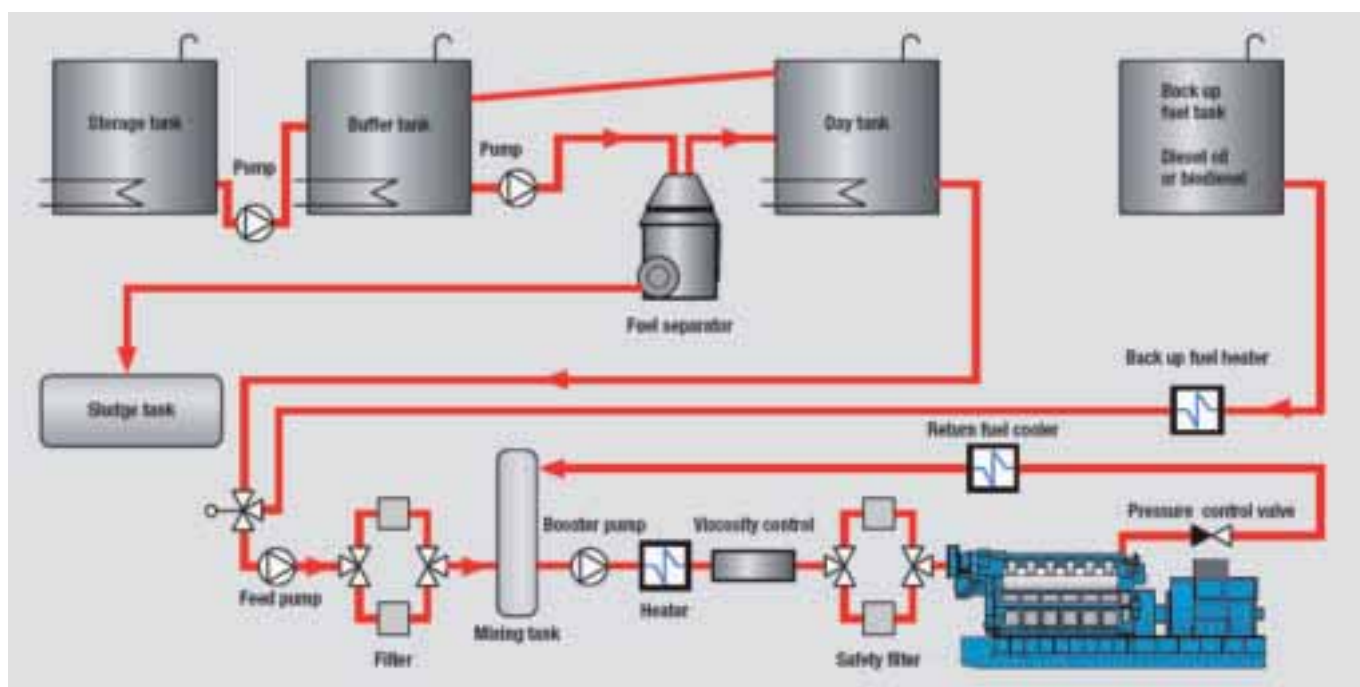 Storage tank
Buffer tank
Day tank
Back up
fuel tank
Diesel oil
or biodiesel
Pump
Pump
Fuel separator
Back up fuel heater
Sludge tank
Return fuel cooler
Pressure control valve
Booster pump
Viscosity control
Feed pump
Heater
Mixing tank
Filter
Safety filter